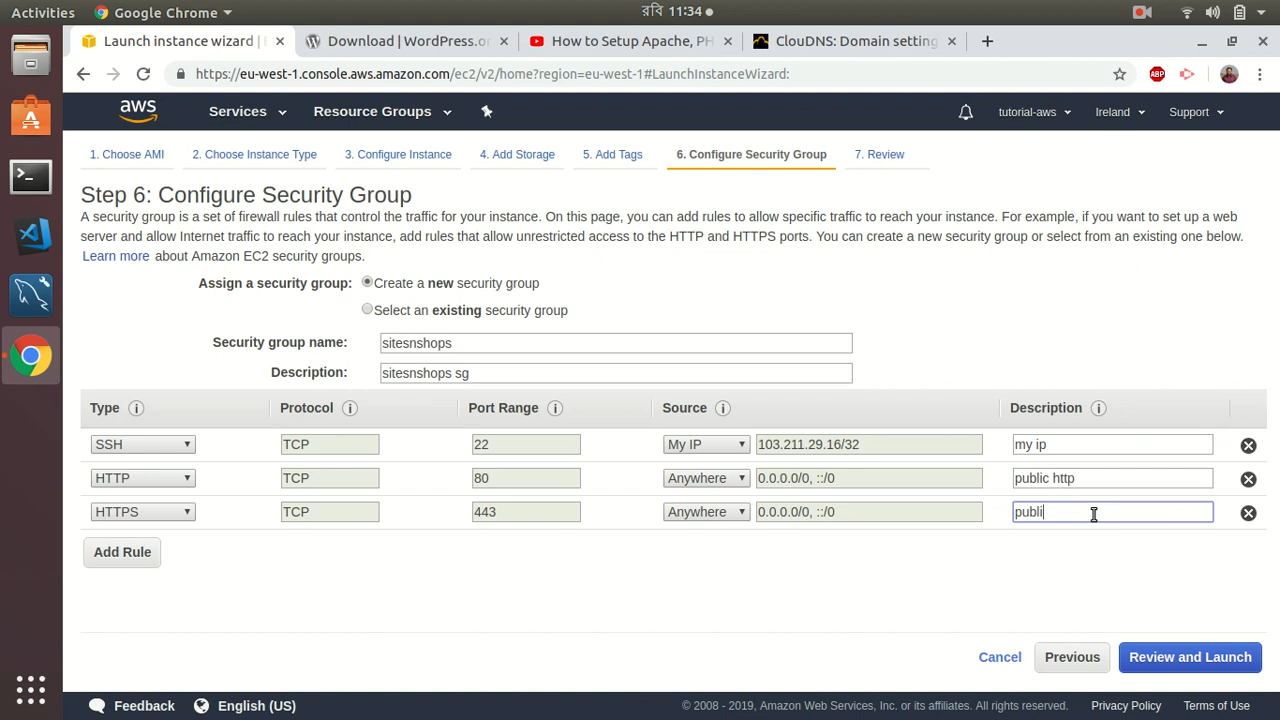 Activities Google Chrome রবি 11:34
Launch instance wizard | Download | WordPress.or How to Setup Apache, PH ClouDNS: Domain setting
https://eu-west-1.console.aws.amazon.com/ec2/v2/home?region=eu-west-1#LaunchInstanceWizard: ABP
aws Services Resource Groups tutorial-aws Ireland Support
1. Choose AMI 2. Choose Instance Type 3. Configure Instance 4. Add Storage 5. Add Tags 6. Configure Security Group 7. Review
Step 6: Configure Security Group
A security group is a set of firewall rules that control the traffic for your instance. On this page, you can add rules to allow specific traffic to reach your instance. For example, if you want to set up a web
server and allow Internet traffic to reach your instance, add rules that allow unrestricted access to the HTTP and HTTPS ports. You can create a new security group or select from an existing one below.
Learn more about Amazon EC2 security groups.
Assign a security group: Create a new security group
Select an existing security group
Security group name: sitesnshops
Description: sitesnshops sg
Type Protocol Port Range Source Description
SSH TCP 22 My IP 103.211.29.16/32 my ip
HTTP TCP 80 Anywhere 0.0.0.0/0, ::/0 public http
HTTPS TCP 443 Anywhere 0.0.0.0/0, ::/0 publi
Add Rule
Cancel Previous Review and Launch
Feedback English (US) © 2008 - 2019, Amazon Web Services, Inc. or its affiliates. All rights reserved. Privacy Policy Terms of Use